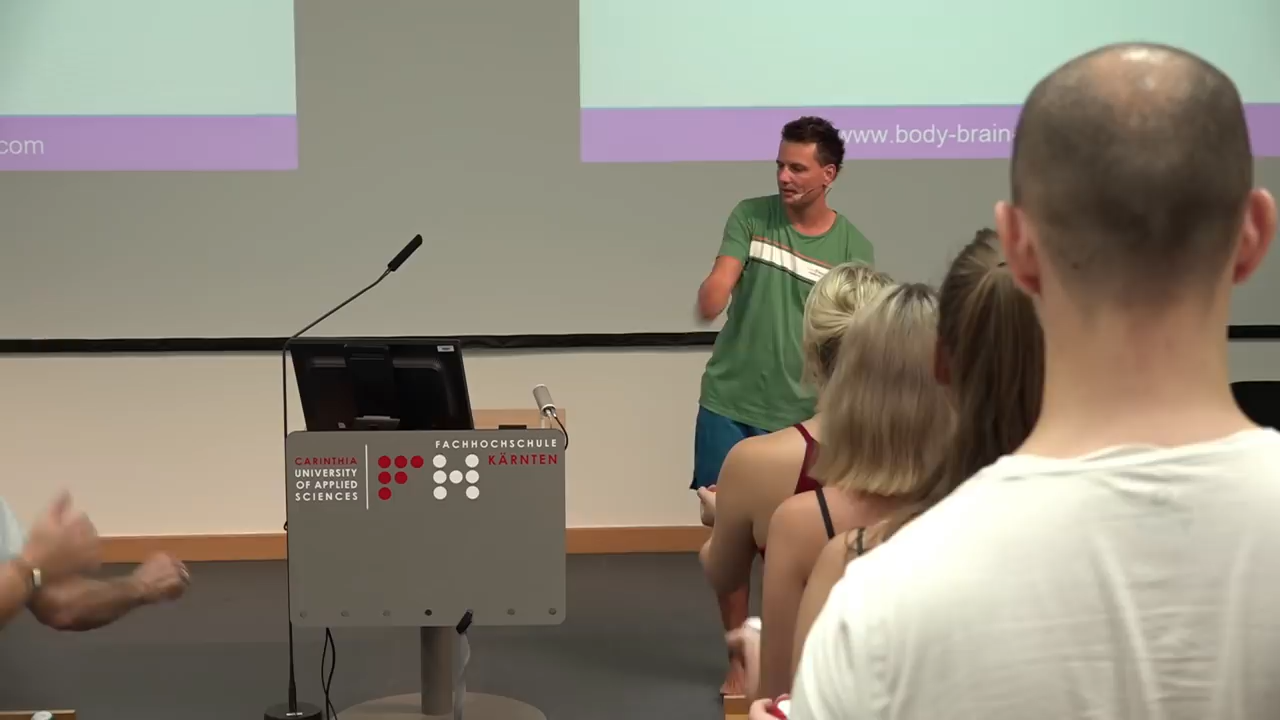 com
www.body-brain-
FACHHOCHSCHULE
KÄRNTEN
CARINTHIA
UNIVERSITY
OF APPLIED
SCIENCES